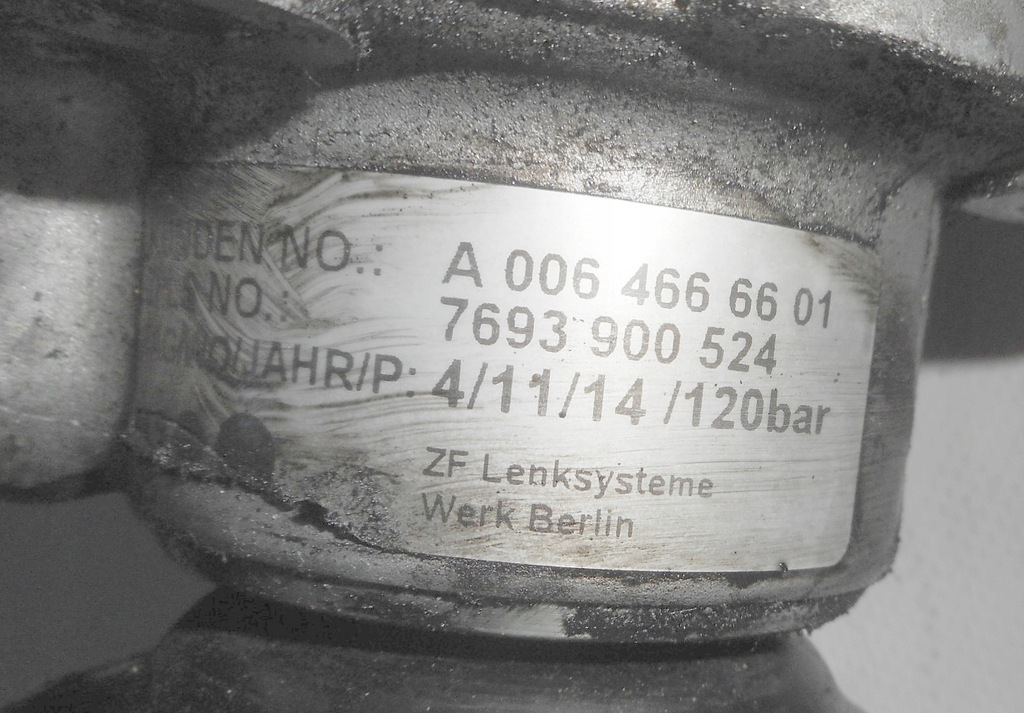 NO.: A 006 466 66 01
NO.: 7693 900 524
JAHR/P: 4/11/14 /120bar
ZF Lenksysteme
Werk Berlin